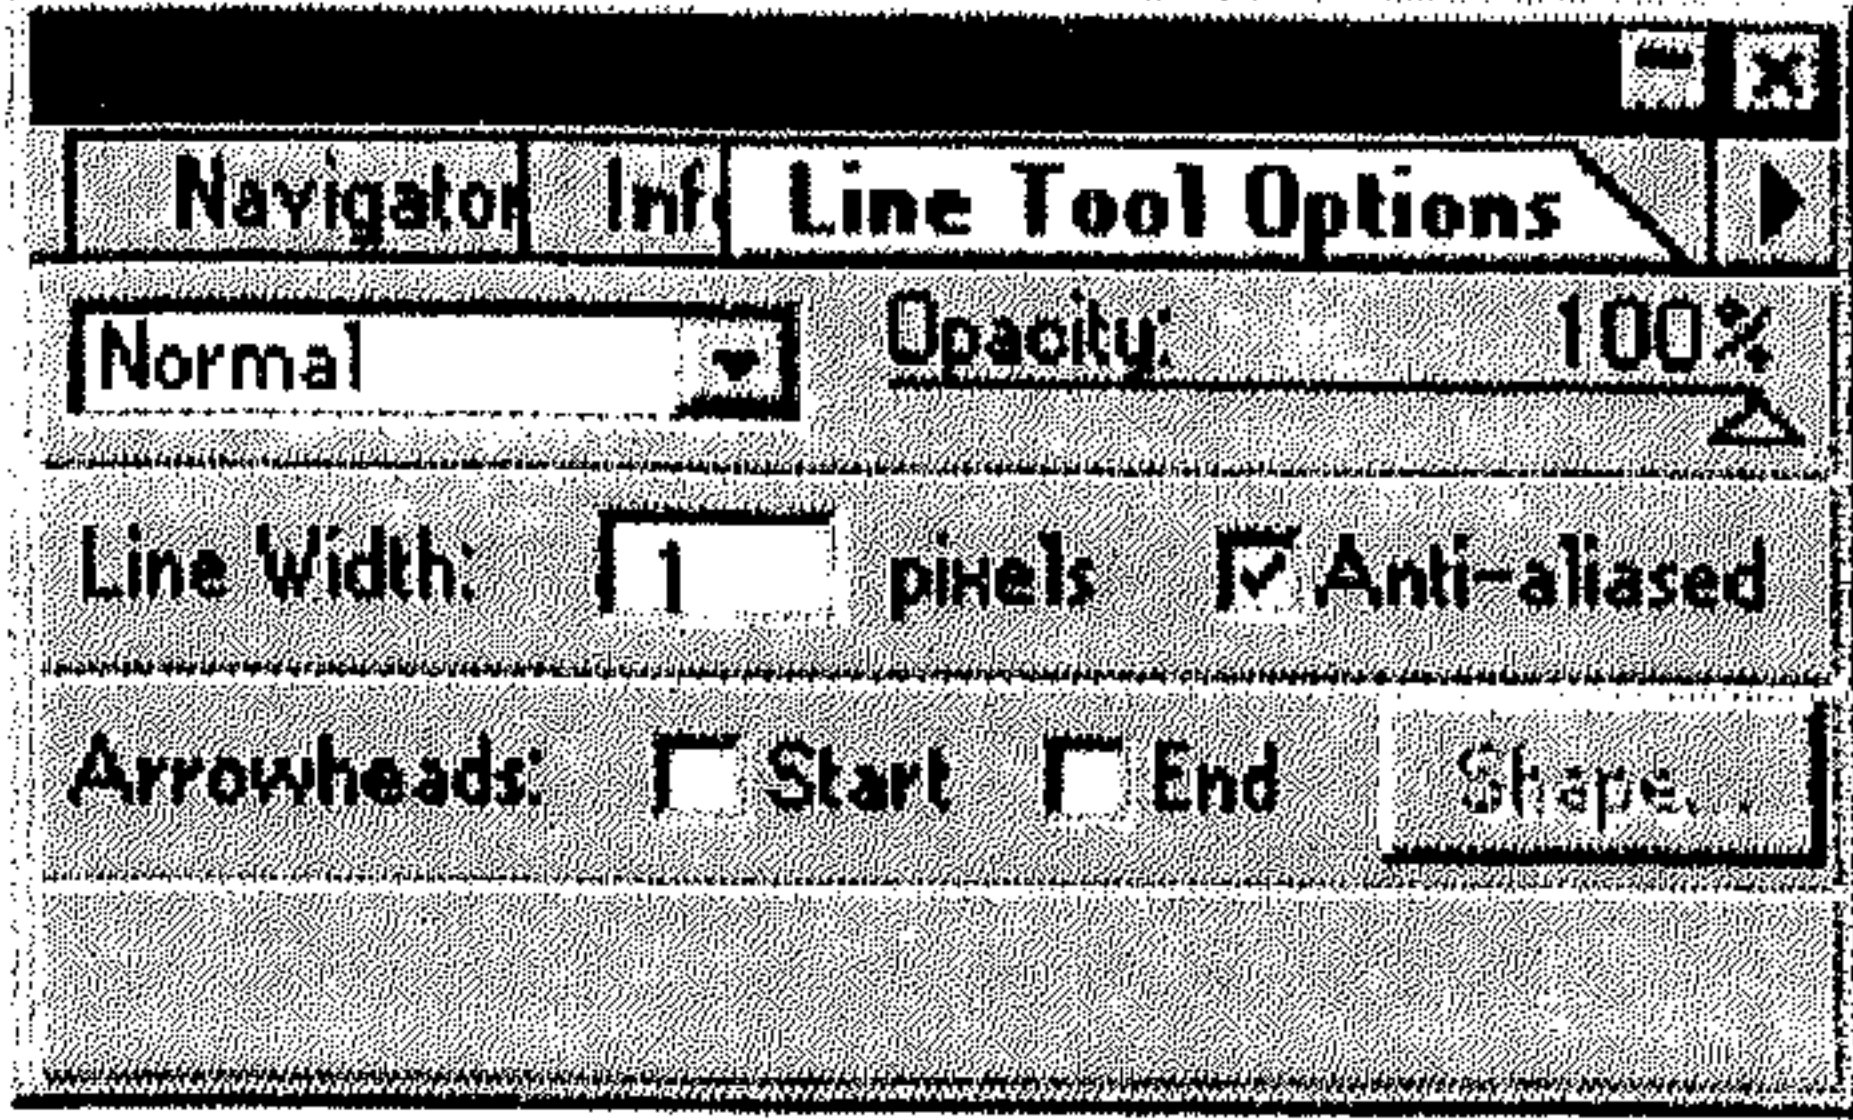 Navigator Inf Line Tool Options
Normal Opacity: 100%
Line Width: 1 pixels Anti-aliased
Arrowheads: Start End Shape...